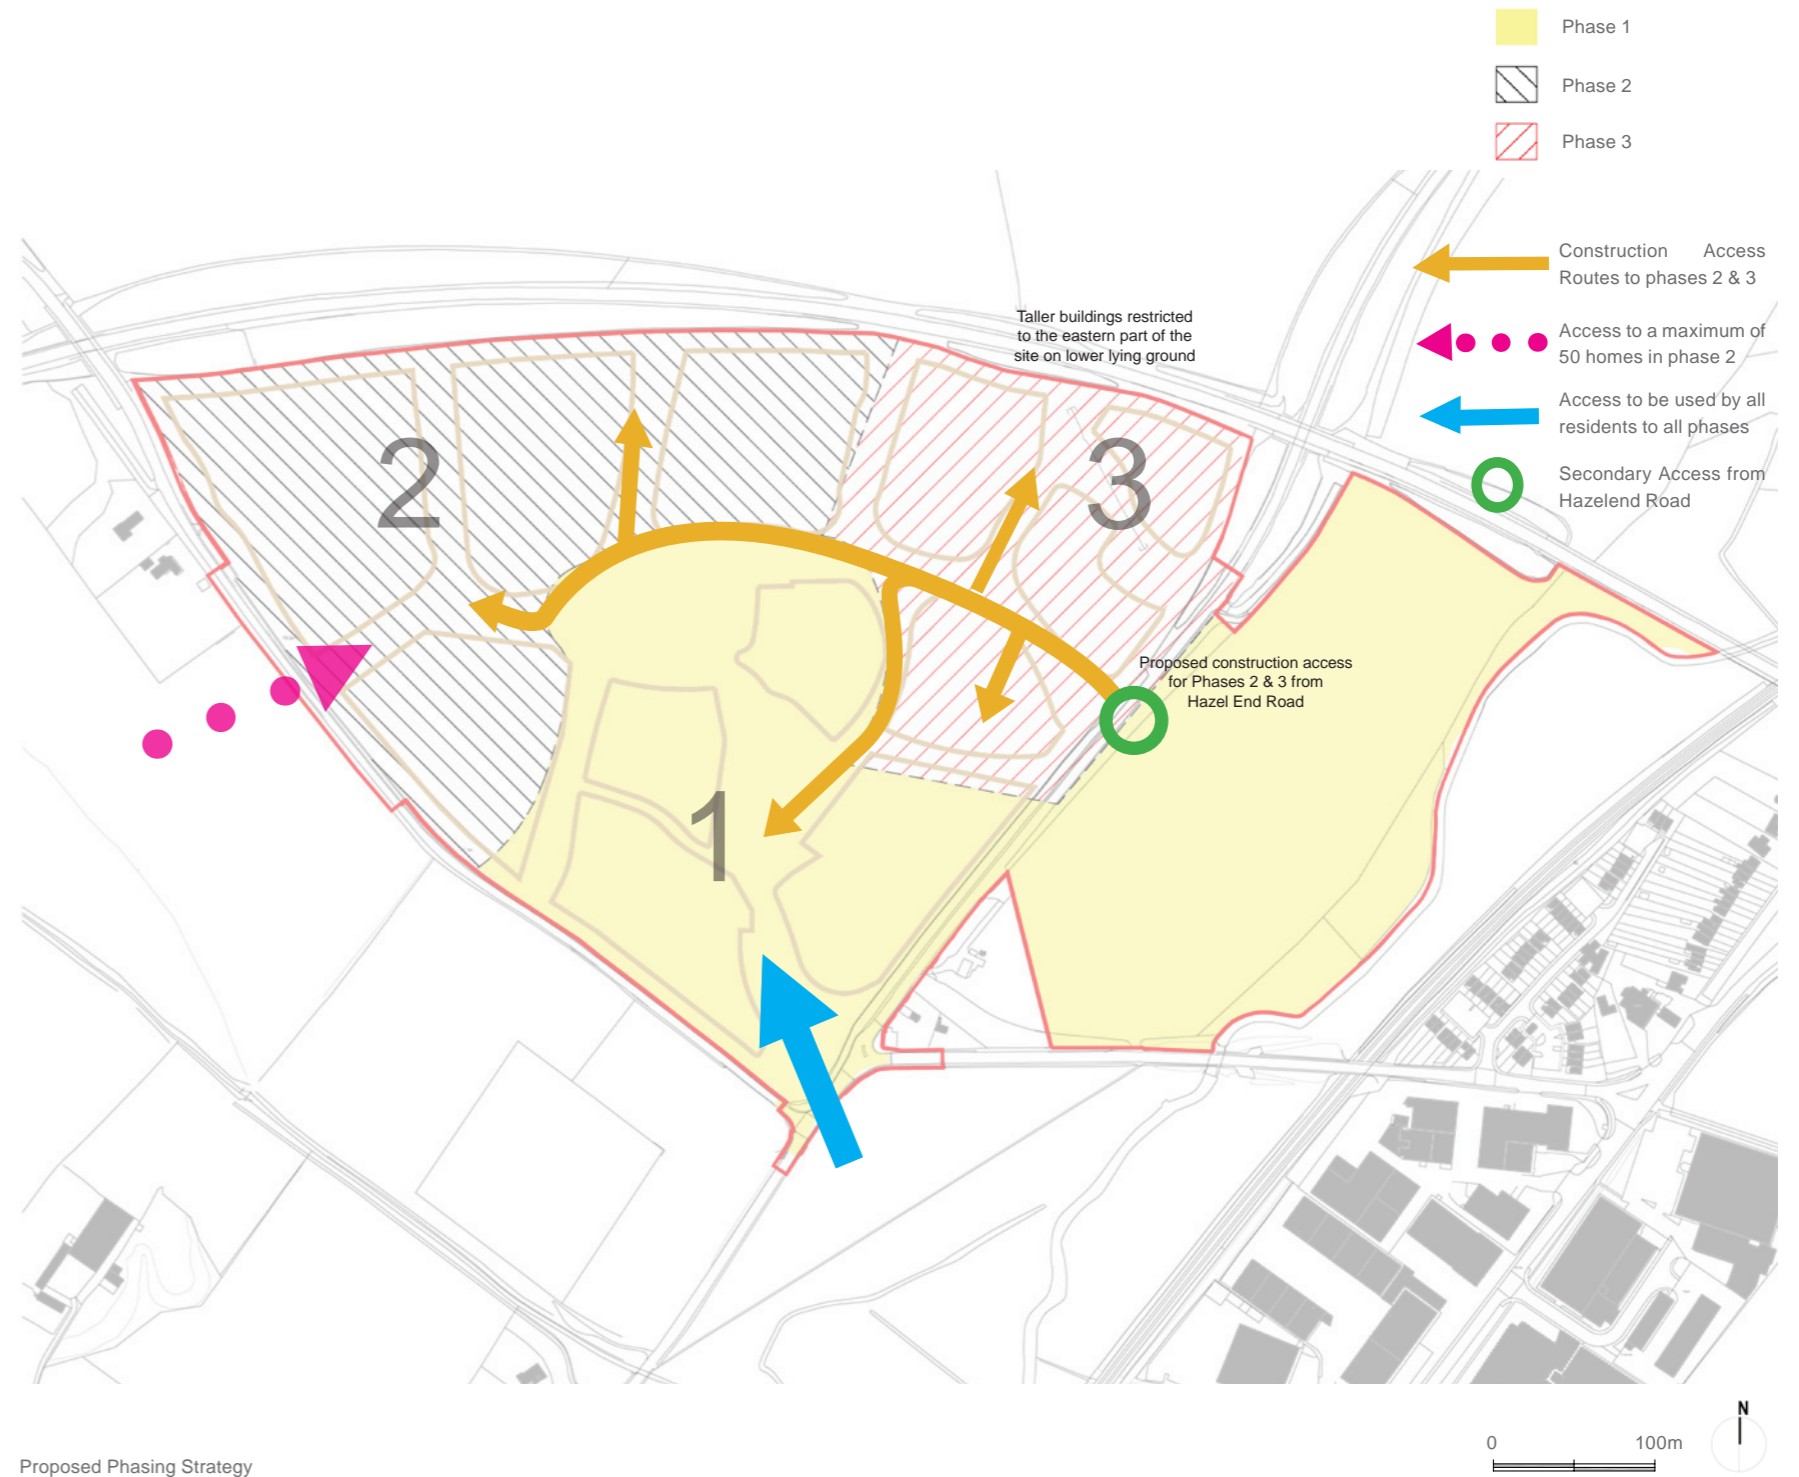 Phase 1
Phase 2
Phase 3
Construction Access
Routes to phases 2 & 3
Access to a maximum of
50 homes in phase 2
Access to be used by all
residents to all phases
Secondary Access from
Hazelend Road
Taller buildings restricted
to the eastern part of the
site on lower lying ground
2
3
Proposed construction access
for Phases 2 & 3 from
Hazel End Road
1
N
0 100m
Proposed Phasing Strategy